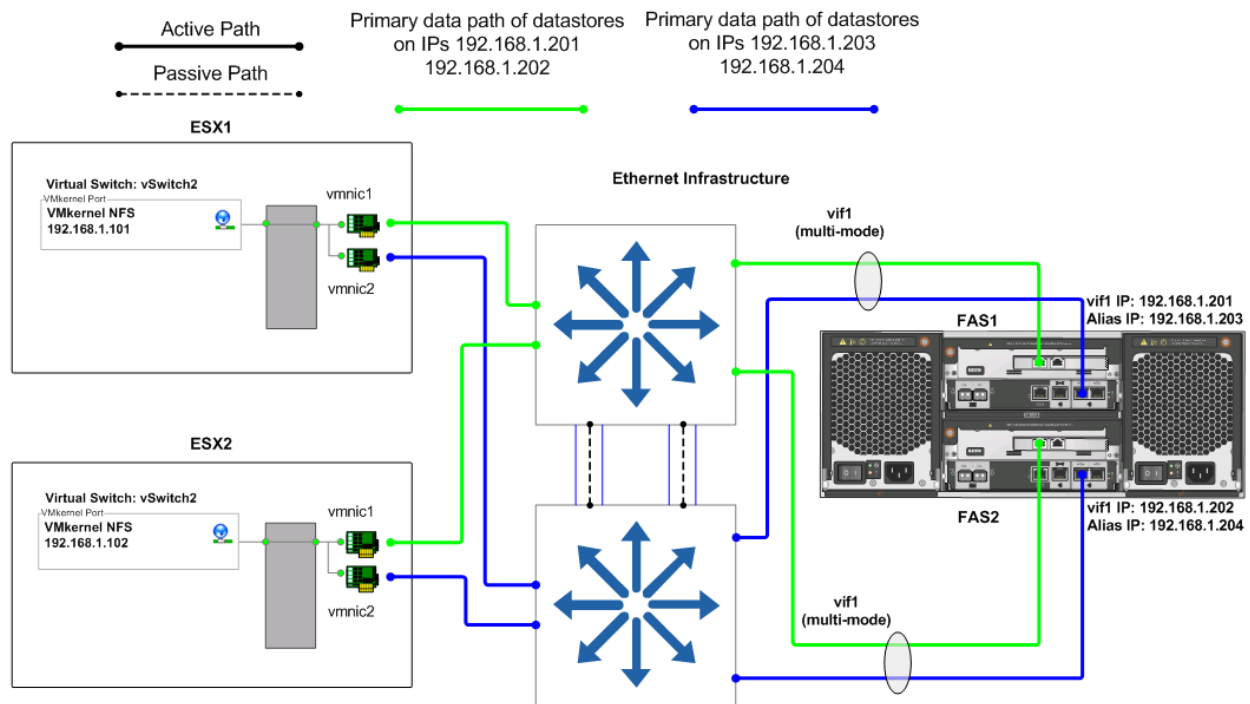 Active Path
Passive Path
Primary data path of datastores
on IPs 192.168.1.201
192.168.1.202
Primary data path of datastores
on IPs 192.168.1.203
192.168.1.204
ESX1
Virtual Switch: vSwitch2
VMkernel Port
VMkernel NFS
192.168.1.101
vmnic1
vmnic2
Ethernet Infrastructure
vif1
(multi-mode)
vif1 IP: 192.168.1.201
Alias IP: 192.168.1.203
FAS1
ESX2
Virtual Switch: vSwitch2
VMkernel Port
VMkernel NFS
192.168.1.102
vmnic1
vmnic2
FAS2
vif1 IP: 192.168.1.202
Alias IP: 192.168.1.204
vif1
(multi-mode)